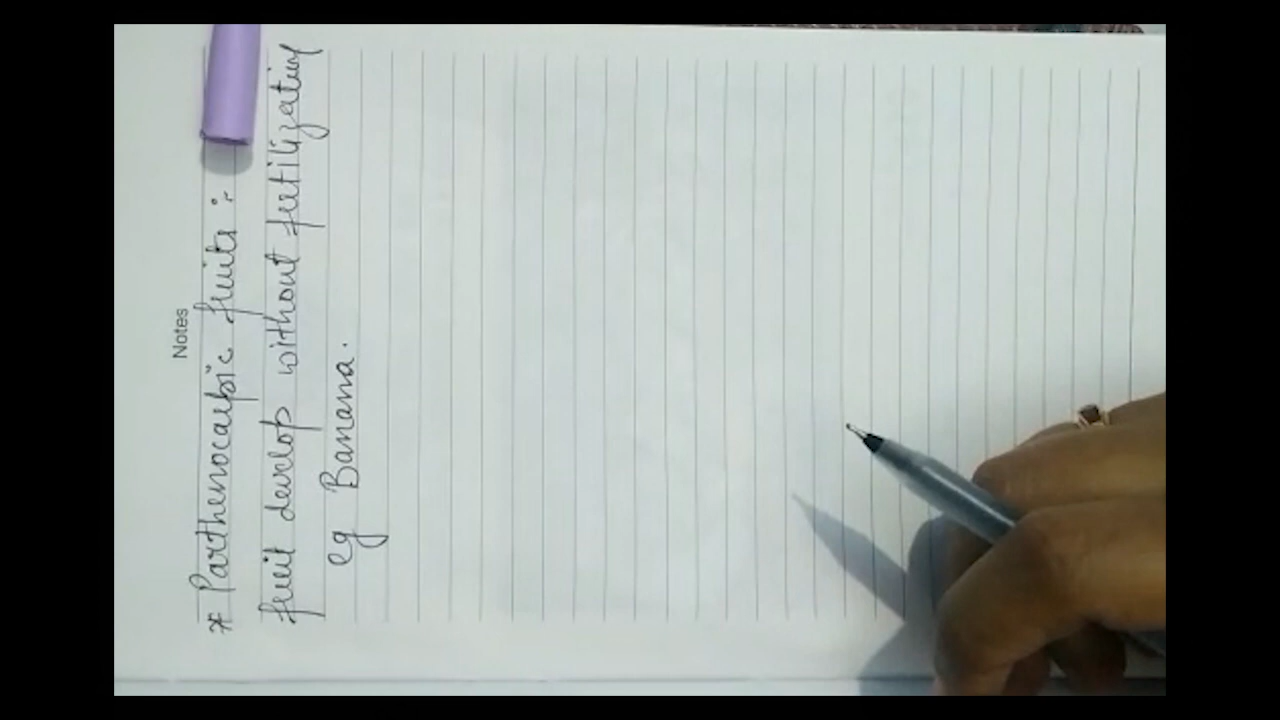 Notes
* Parthenocarpic fruits :-
fruit develop without fertilization
eg Banana.